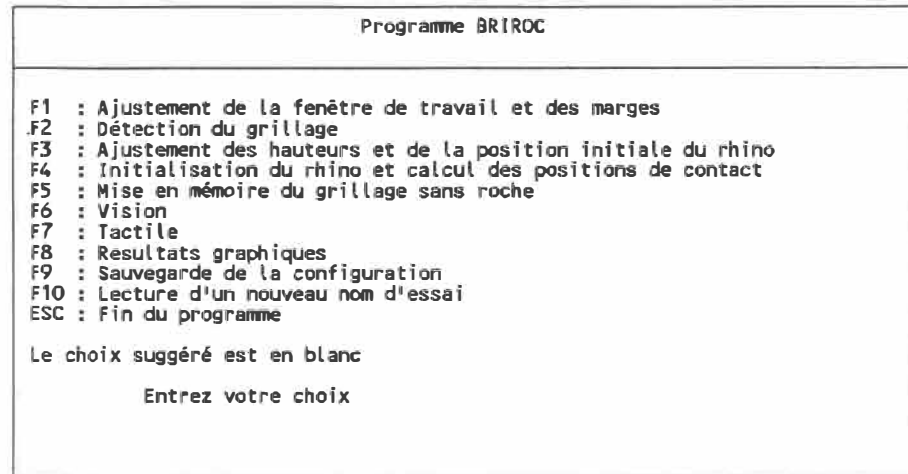 Programme BRIROC
F1 : Ajustement de la fenêtre de travail et des marges
F2 : Détection du grillage
F3 : Ajustement des hauteurs et de la position initiale du rhino
F4 : Initialisation du rhino et calcul des positions de contact
F5 : Mise en mémoire du grillage sans roche
F6 : Vision
F7 : Tactile
F8 : Resultats graphiques
F9 : Sauvegarde de la configuration
F10 : Lecture d'un nouveau nom d'essai
ESC : Fin du programme
Le choix suggéré est en blanc
Entrez votre choix